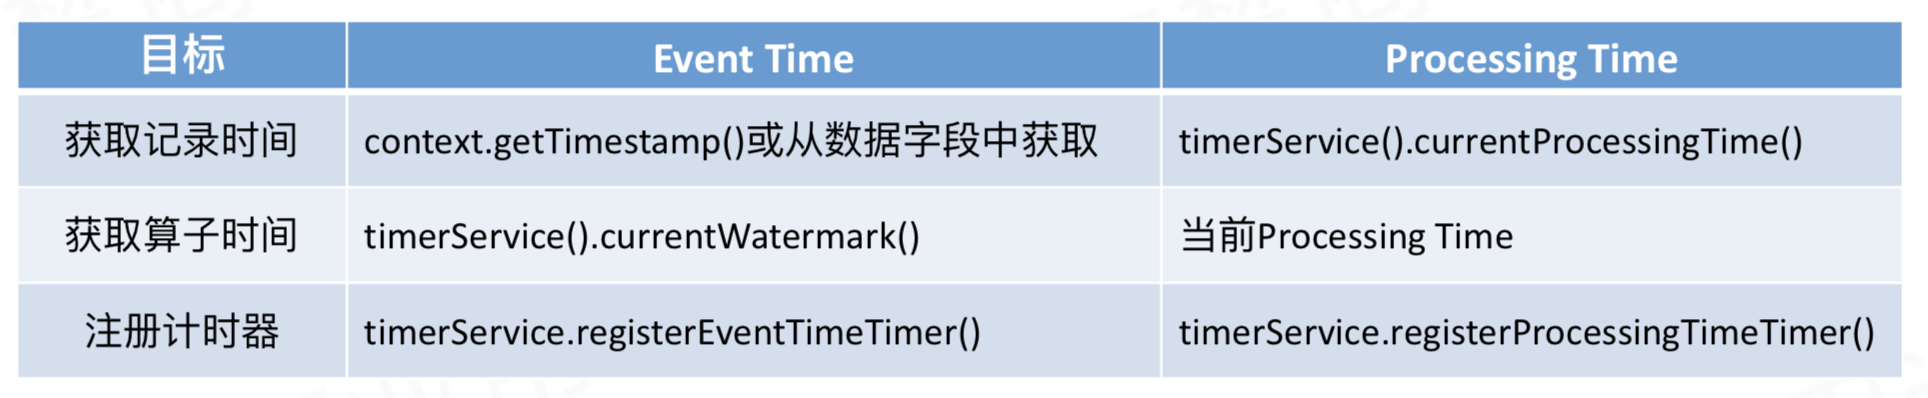 目标 Event Time Processing Time
获取记录时间 context.getTimestamp()或从数据字段中获取 timerService().currentProcessingTime()
获取算子时间 timerService().currentWatermark() 当前Processing Time
注册计时器 timerService.registerEventTimeTimer() timerService.registerProcessingTimeTimer()